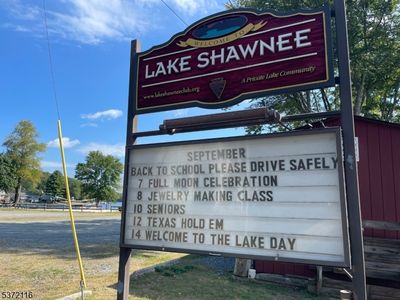 WELCOME TO
LAKE SHAWNEE
A Private Lake Community
www.lakeshawneeclub.org
SEPTEMBER
BACK TO SCHOOL PLEASE DRIVE SAFELY
7 FULL MOON CELEBRATION
8 JEWELRY MAKING CLASS
10 SENIORS
12 TEXAS HOLD EM
14 WELCOME TO THE LAKE DAY
5372116